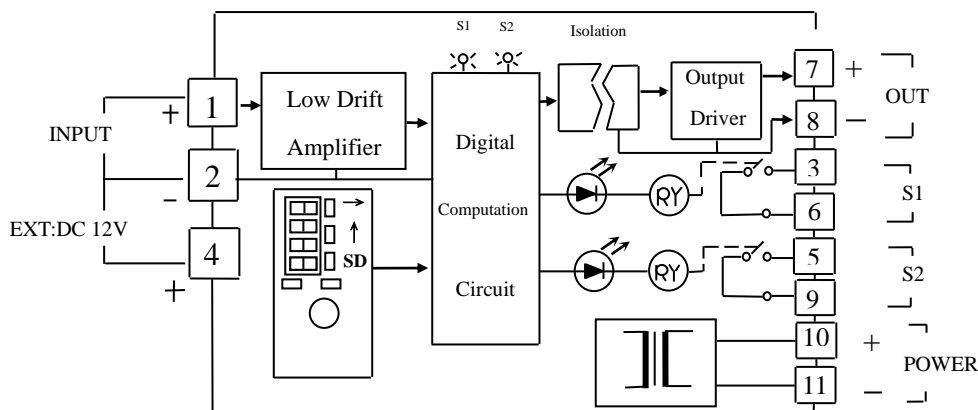 S1
S2
Isolation
7
+
OUT
1
+
Low Drift
Amplifier
Output
Driver
8
−
INPUT
Digital
2
−
3
S1
RY
6
Computation
EXT:DC 12V
4
+
SD
5
S2
RY
9
Circuit
10
+
POWER
11
−